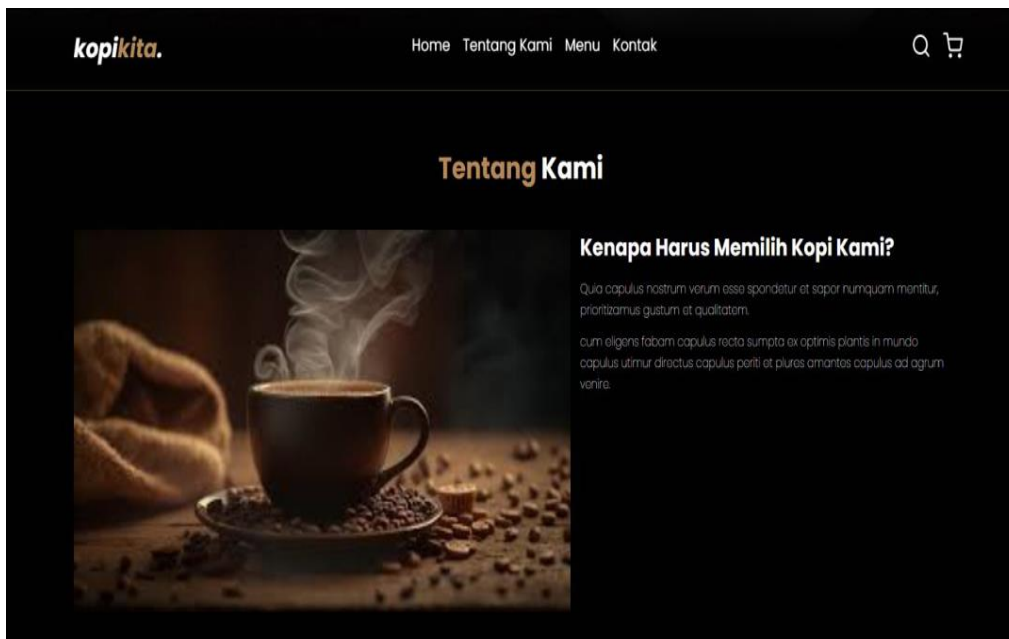 kopikita.
Home Tentang Kami Menu Kontak
Tentang Kami
Kenapa Harus Memilih Kopi Kami?
Quia capulus nostrum verum esse spondetur et sapor numquam mentitur,
prioritizamus gustum et qualitatem.
cum eligens fabam capulus recta sumpta ex optimis plantis in mundo
capulus utimur directus capulus periti et plures amantes capulus ad agrum
venire.